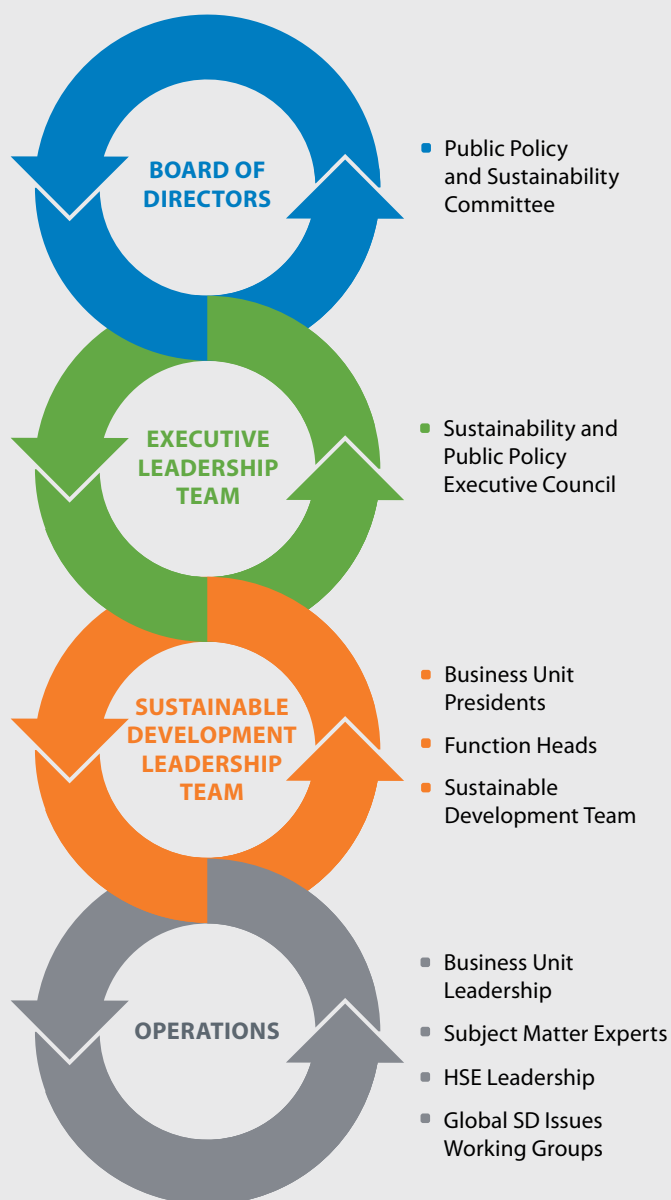 BOARD OF
DIRECTORS
Public Policy
and Sustainability
Committee
EXECUTIVE
LEADERSHIP
TEAM
Sustainability and
Public Policy
Executive Council
SUSTAINABLE
DEVELOPMENT
LEADERSHIP
TEAM
Business Unit
Presidents
Function Heads
Sustainable
Development Team
OPERATIONS
Business Unit
Leadership
Subject Matter Experts
HSE Leadership
Global SD Issues
Working Groups